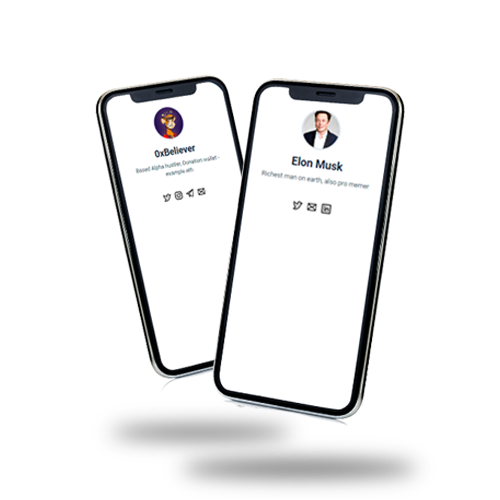 0xBeliever
Based Alpha hustler, Donation wallet -
example.eth
Elon Musk
Richest man on earth, also pro memer